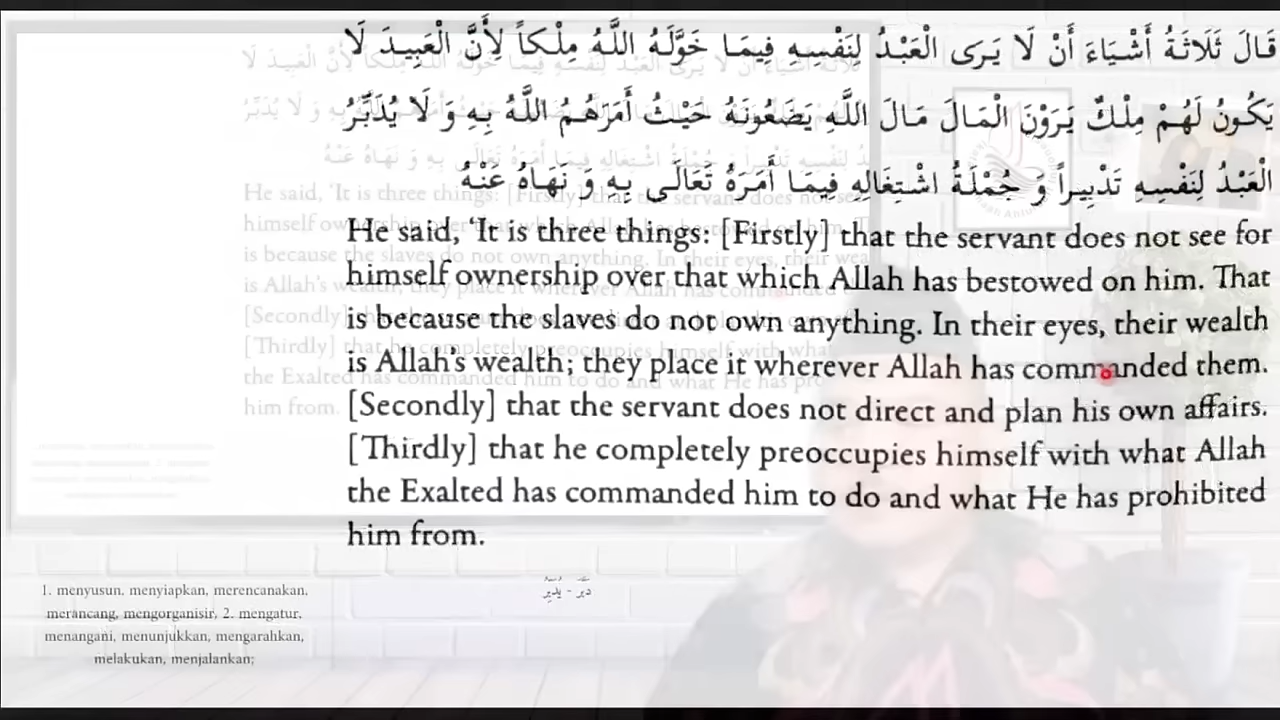 قَالَ ثَلَاثَةُ أَشْيَاءَ أَنْ لَا يَرَى الْعَبْدُ لِنَفْسِهِ فِيمَا خَوَّلَهُ اللَّهُ مِلْكاً لِأَنَّ الْعَبِيدَ لَا
يَكُونُ لَهُمْ مِلْكٌ يَرَوْنَ الْمَالَ مَالَ اللَّهِ يَضَعُونَهُ حَيْثُ أَمَرَهُمُ اللَّهُ بِهِ وَ لَا يُدَبِّرُ
الْعَبْدُ لِنَفْسِهِ تَدْبِيراً وَ جُمْلَةُ اشْتِغَالِهِ فِيمَا أَمَرَهُ تَعَالَى بِهِ وَ نَهَاهُ عَنْهُ
He said, ‘It is three things: [Firstly] that the servant does not see for
himself ownership over that which Allah has bestowed on him. That
is because the slaves do not own anything. In their eyes, their wealth
is Allah’s wealth; they place it wherever Allah has commanded them.
[Secondly] that the servant does not direct and plan his own affairs.
[Thirdly] that he completely preoccupies himself with what Allah
the Exalted has commanded him to do and what He has prohibited
him from.
1. menyusun, menyiapkan, merencanakan,
merancang, mengorganisir, 2. mengatur,
menangani, menunjukkan, mengarahkan,
melakukan, menjalankan;
دَبَّرَ - يُدَبِّرُ